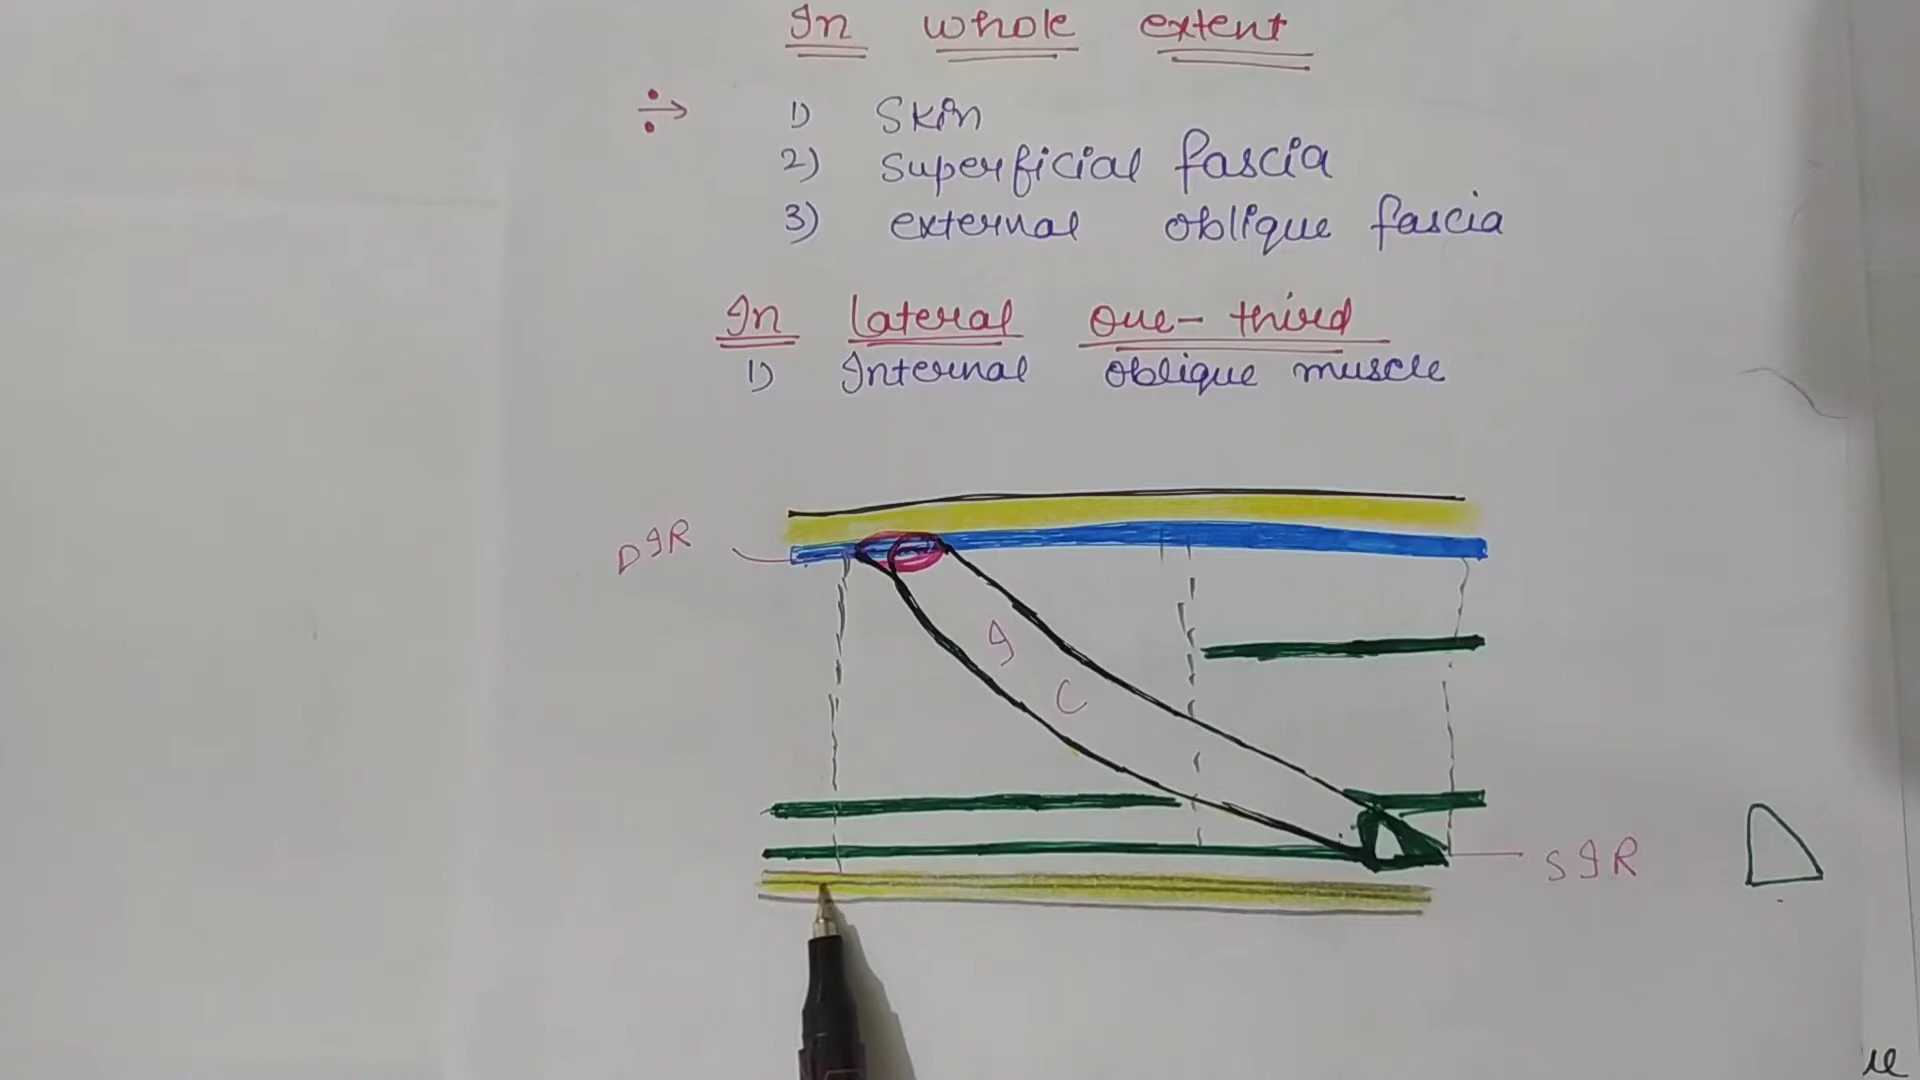 In whole extent
1) Skin
2) superficial fascia
3) external oblique fascia
In lateral one-third
1) Internal oblique muscle
DIR
I
C
SIR